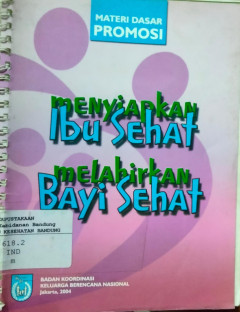 MATERI DASAR
PROMOSI
MENYIAPKAN
IBU SEHAT
MELAHIRKAN
BAYI SEHAT
PERPUSTAKAAN
Kebidanan Bandung
KESEHATAN BANDUNG
618.2
IND
m
BADAN KOORDINASI
KELUARGA BERENCANA NASIONAL
Jakarta, 2004